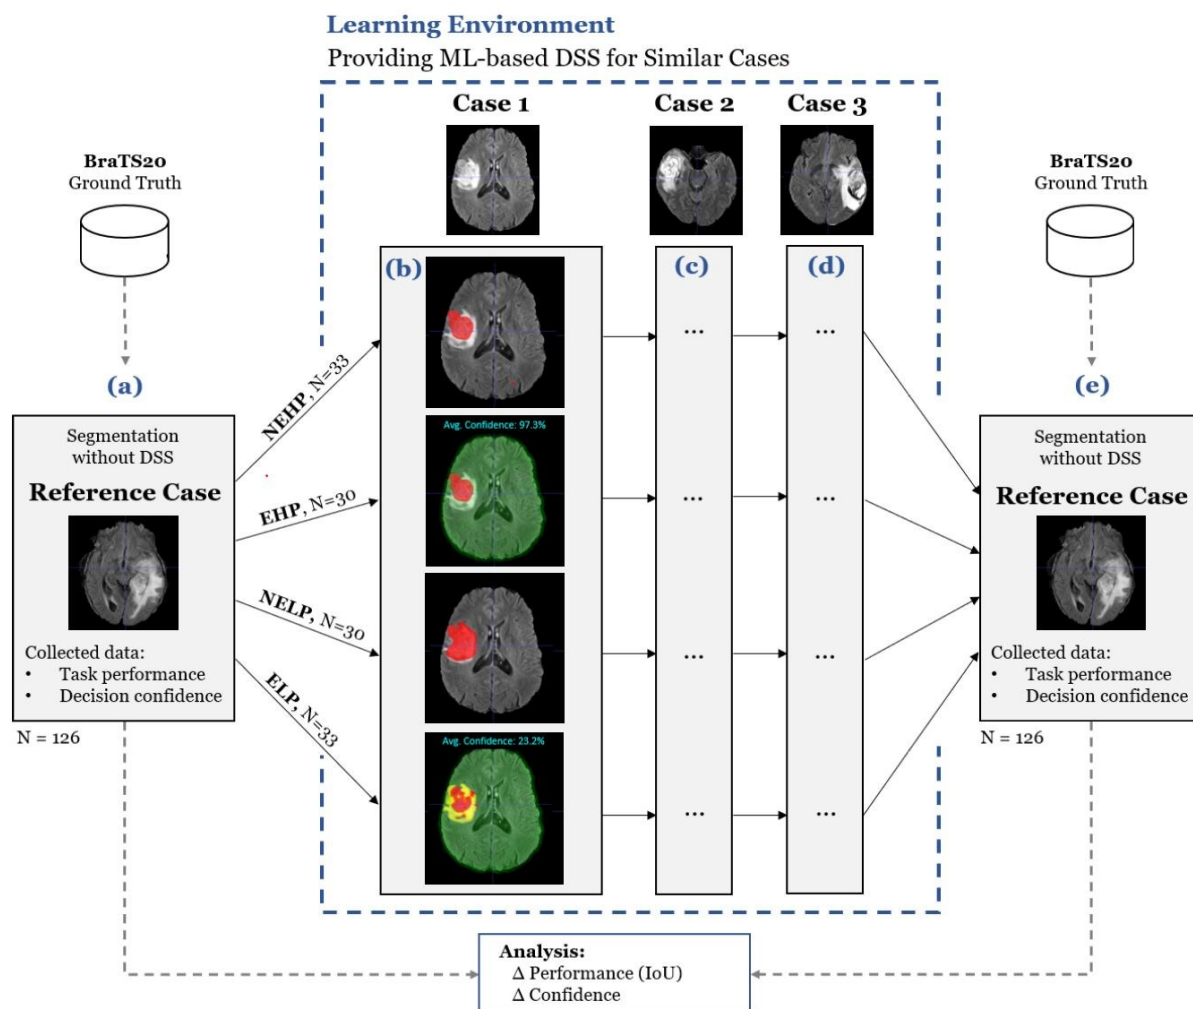 Learning Environment
Providing ML-based DSS for Similar Cases
Case 1
Case 2
Case 3
BraTS20
Ground Truth
BraTS20
Ground Truth
(a)
Segmentation
without DSS
Reference Case
Collected data:
• Task performance
• Decision confidence
N = 126
NEHP, N=33
EHP, N=30
NELP, N=30
ELP, N=33
(b)
Avg. Confidence: 97.3%
Avg. Confidence: 23.2%
(c)
...
...
...
...
(d)
...
...
...
...
(e)
Segmentation
without DSS
Reference Case
Collected data:
• Task performance
• Decision confidence
N = 126
Analysis:
Δ Performance (IoU)
Δ Confidence